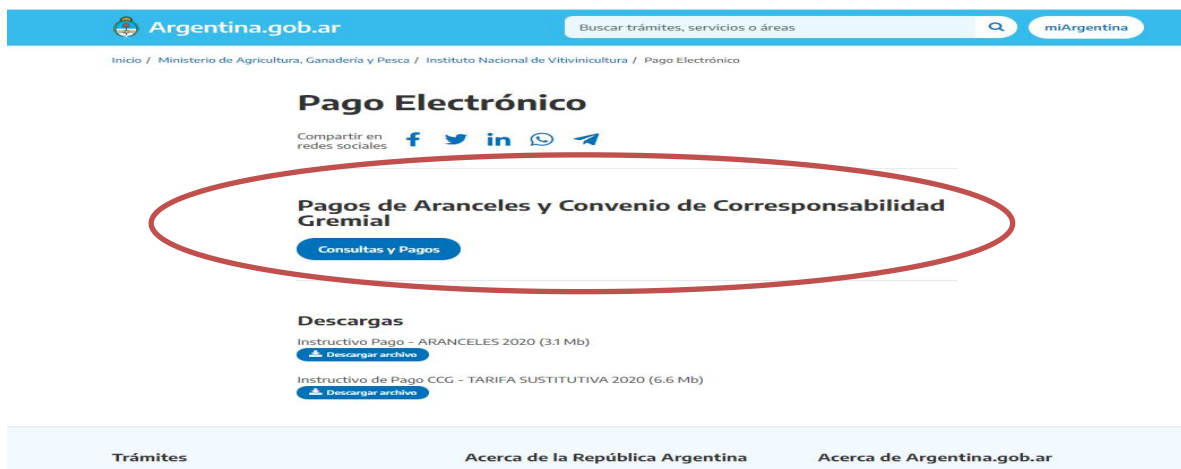 Argentina.gob.ar
Buscar trámites, servicios o áreas
miArgentina
Inicio / Ministerio de Agricultura, Ganadería y Pesca / Instituto Nacional de Vitivinicultura / Pago Electrónico
Pago Electrónico
Compartir en
redes sociales
Pagos de Aranceles y Convenio de Corresponsabilidad
Gremial
Consultas y Pagos
Descargas
Instructivo Pago - ARANCELES 2020 (3.1 Mb)
Descargar archivo
Instructivo de Pago CCG - TARIFA SUSTITUTIVA 2020 (6.6 Mb)
Descargar archivo
Trámites
Acerca de la República Argentina
Acerca de Argentina.gob.ar